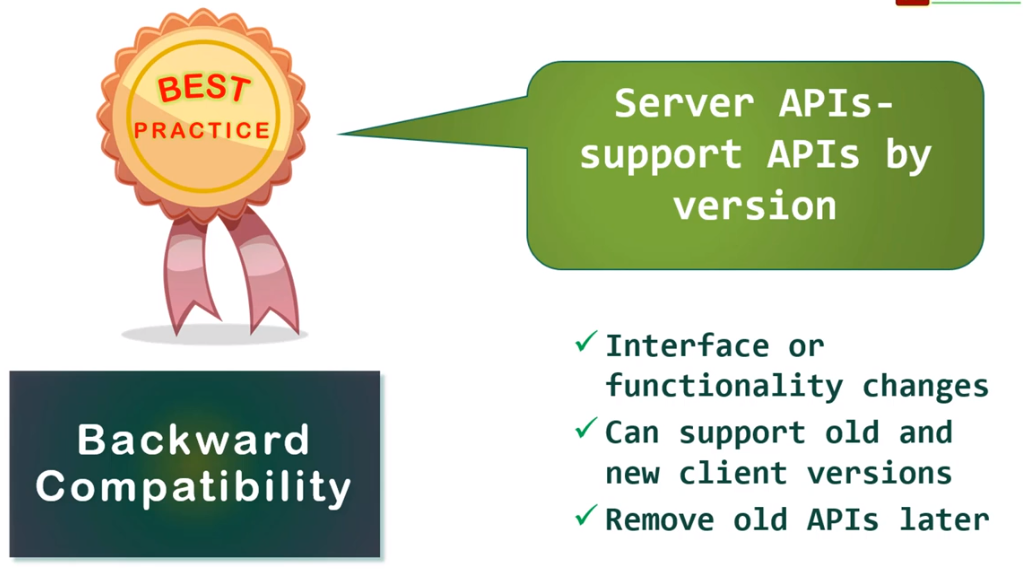 BEST
PRACTICE
Server APIs-
support APIs by
version
Backward
Compatibility
✓ Interface or
functionality changes
✓ Can support old and
new client versions
✓ Remove old APIs later